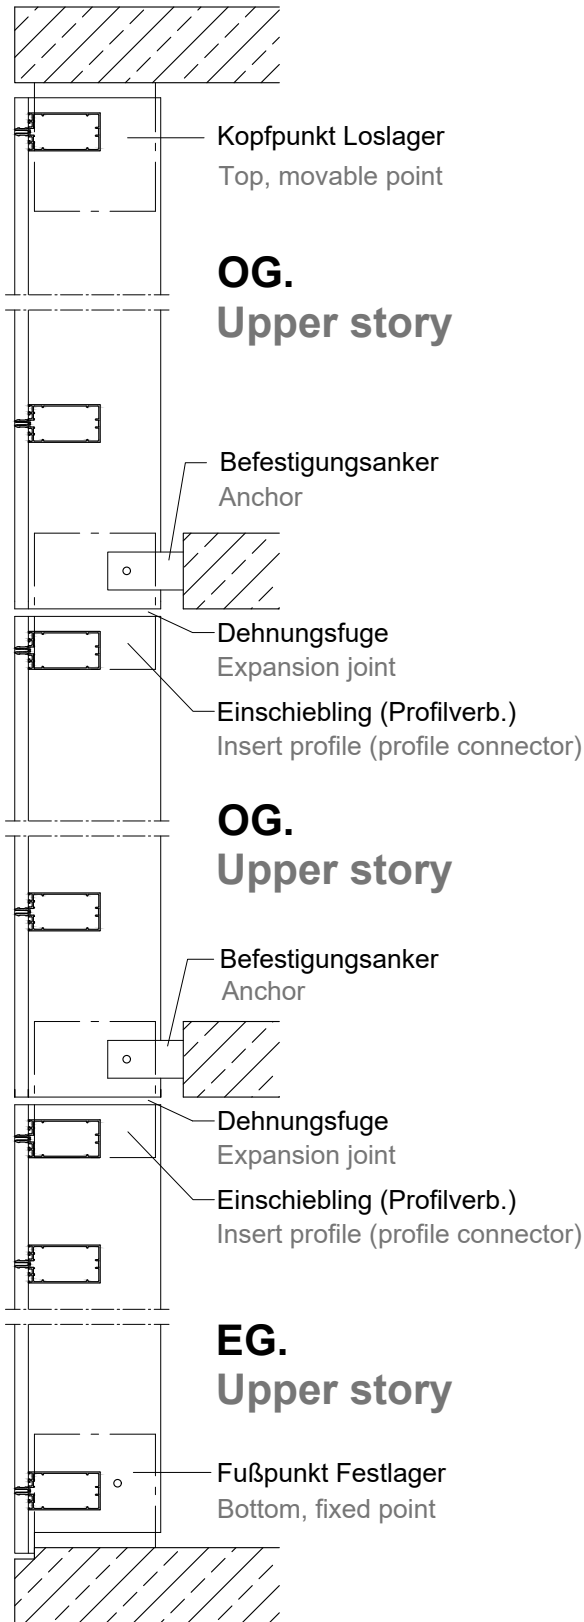 Kopfpunkt Loslager
Top, movable point
OG.
Upper story
Befestigungsanker
Anchor
Dehnungsfuge
Expansion joint
Einschiebling (Profilverb.)
Insert profile (profile connector)
OG.
Upper story
Befestigungsanker
Anchor
Dehnungsfuge
Expansion joint
Einschiebling (Profilverb.)
Insert profile (profile connector)
EG.
Upper story
Fußpunkt Festlager
Bottom, fixed point